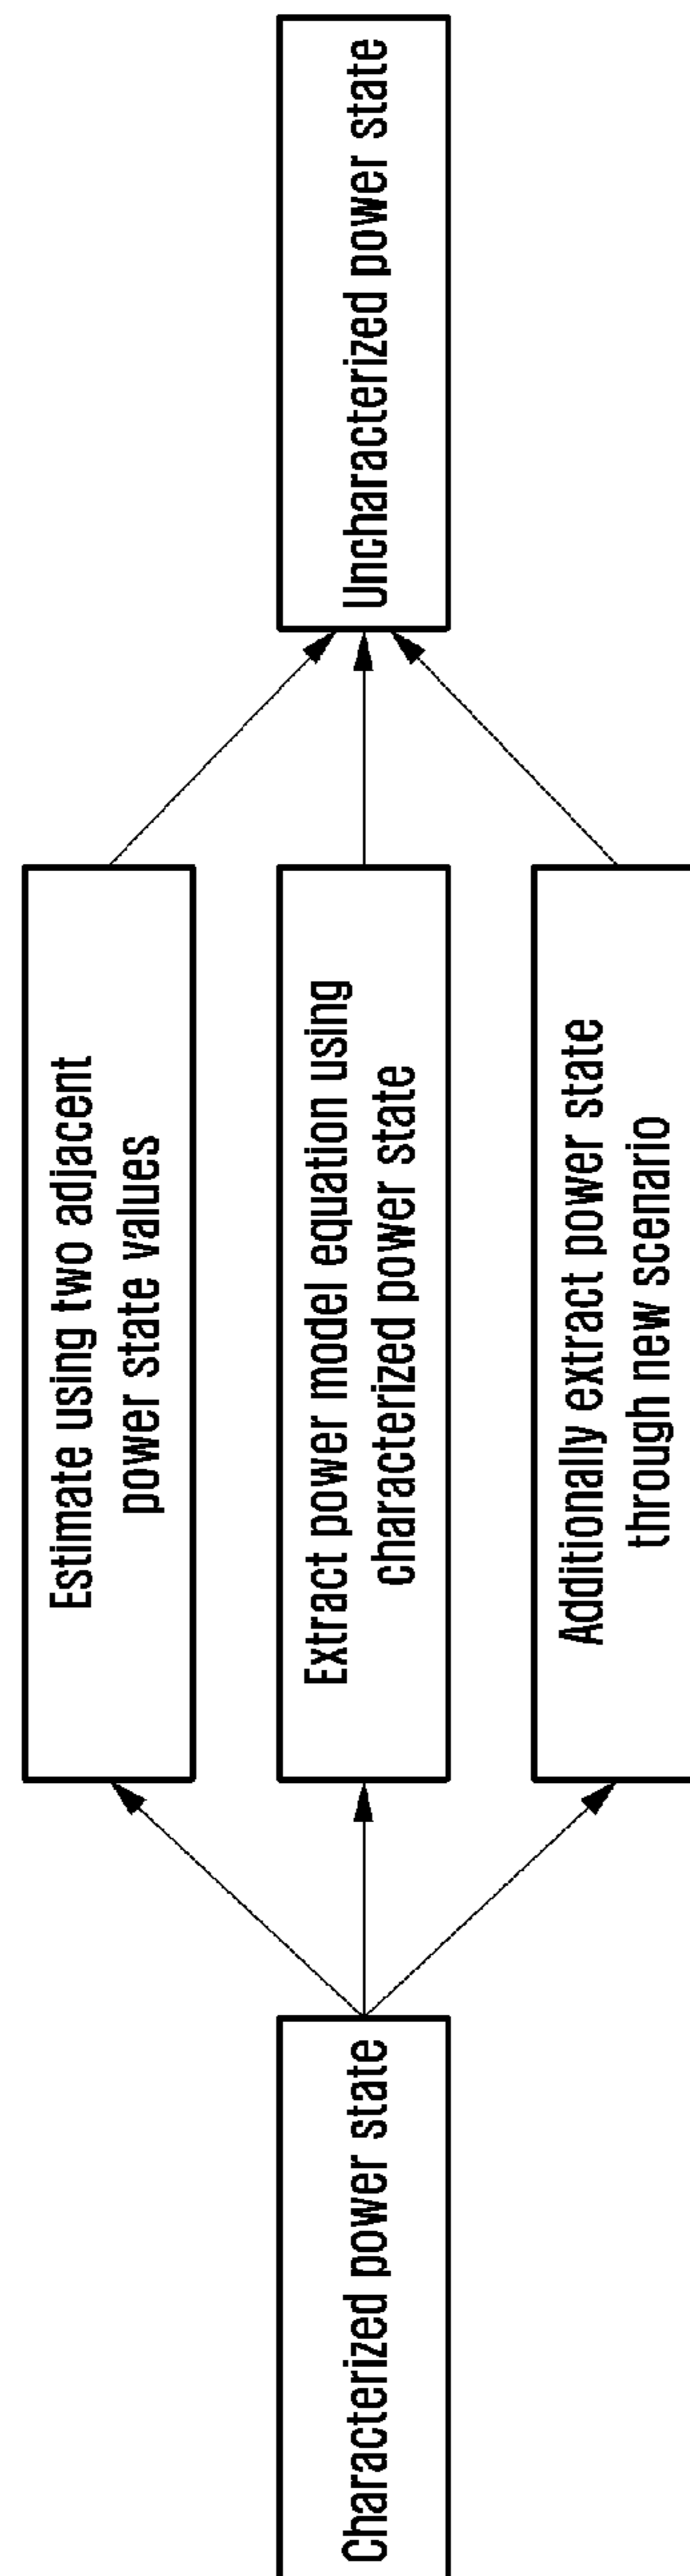 Characterized power state
Estimate using two adjacent
power state values
Extract power model equation using
characterized power state
Additionally extract power state
through new scenario
Uncharacterized power state